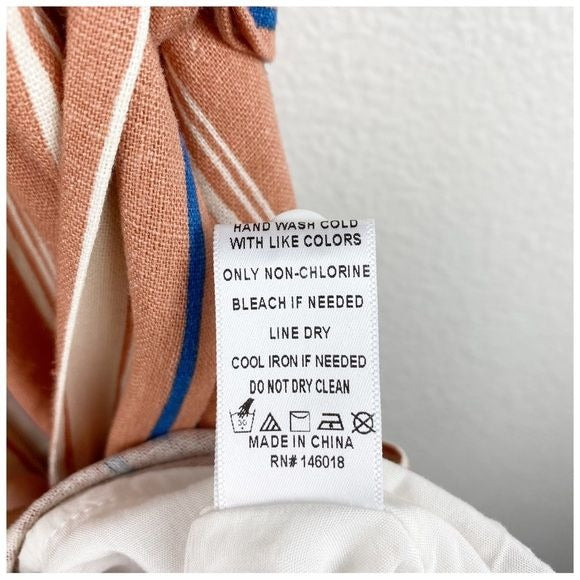 HAND WASH COLD
WITH LIKE COLORS
ONLY NON-CHLORINE
BLEACH IF NEEDED
LINE DRY
COOL IRON IF NEEDED
DO NOT DRY CLEAN
30
MADE IN CHINA
RN# 146018